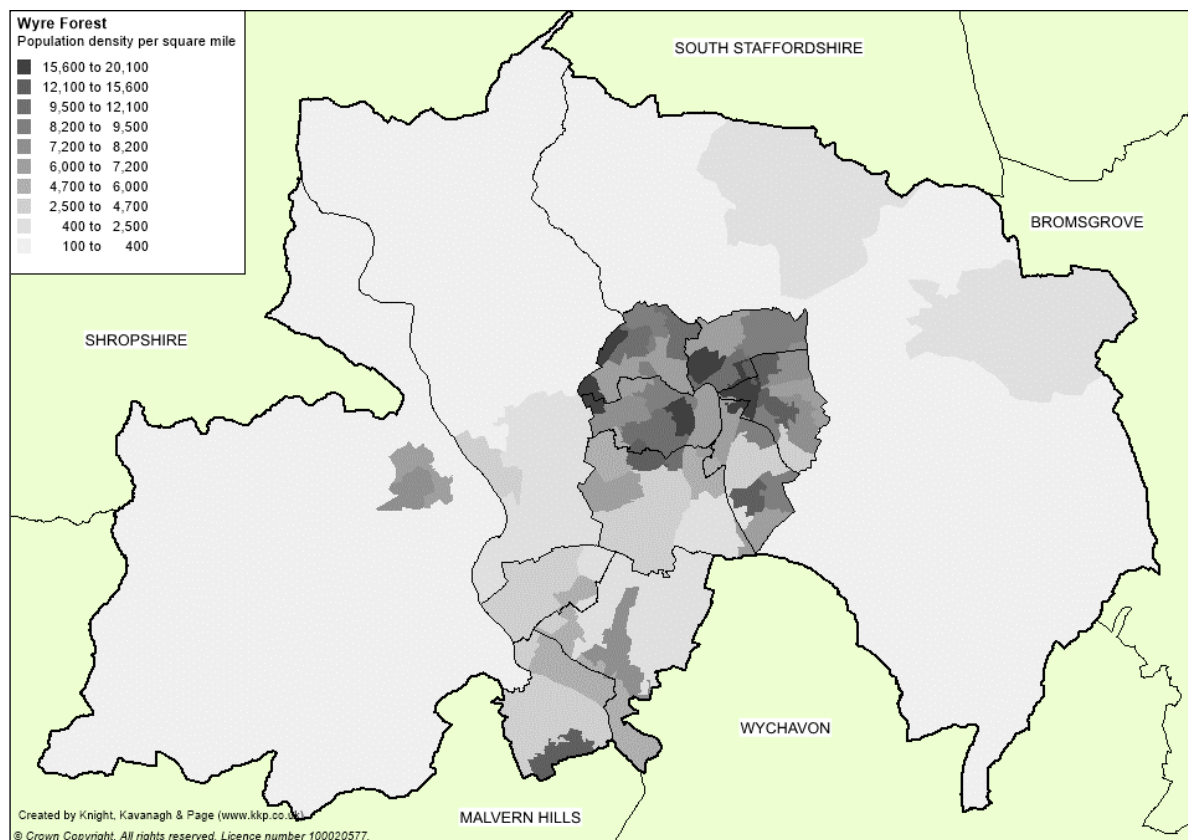 Wyre Forest
Population density per square mile
15,600 to 20,100
12,100 to 15,600
9,500 to 12,100
8,200 to 9,500
7,200 to 8,200
6,000 to 7,200
4,700 to 6,000
2,500 to 4,700
400 to 2,500
100 to 400
SOUTH STAFFORDSHIRE
BROMSGROVE
SHROPSHIRE
WYCHAVON
MALVERN HILLS
Created by Knight, Kavanagh & Page (www.kkp.co.uk)
© Crown Copyright. All rights reserved. Licence number 100020577.